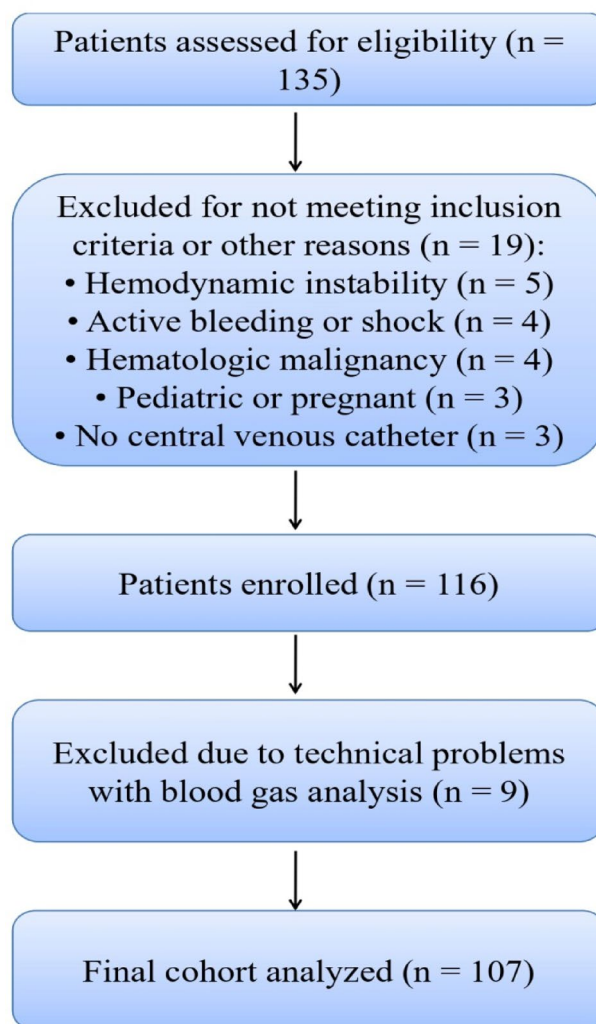 Patients assessed for eligibility (n =
135)
Excluded for not meeting inclusion
criteria or other reasons (n = 19):
• Hemodynamic instability (n = 5)
• Active bleeding or shock (n = 4)
• Hematologic malignancy (n = 4)
• Pediatric or pregnant (n = 3)
• No central venous catheter (n = 3)
Patients enrolled (n = 116)
Excluded due to technical problems
with blood gas analysis (n = 9)
Final cohort analyzed (n = 107)